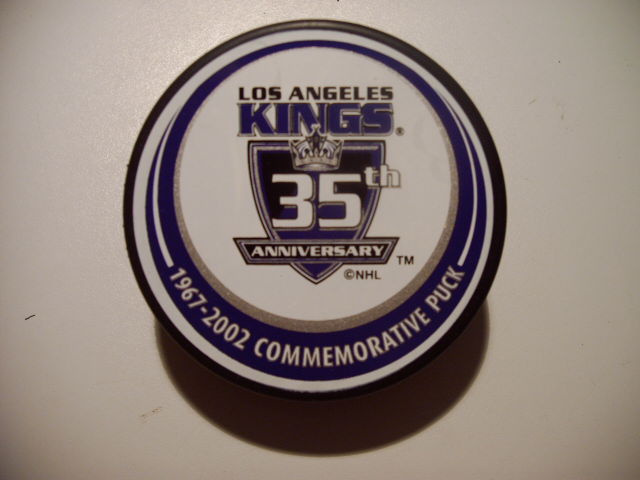 LOS ANGELES
KINGS®
35th
ANNIVERSARY TM
©NHL
1967-2002 COMMEMORATIVE PUCK